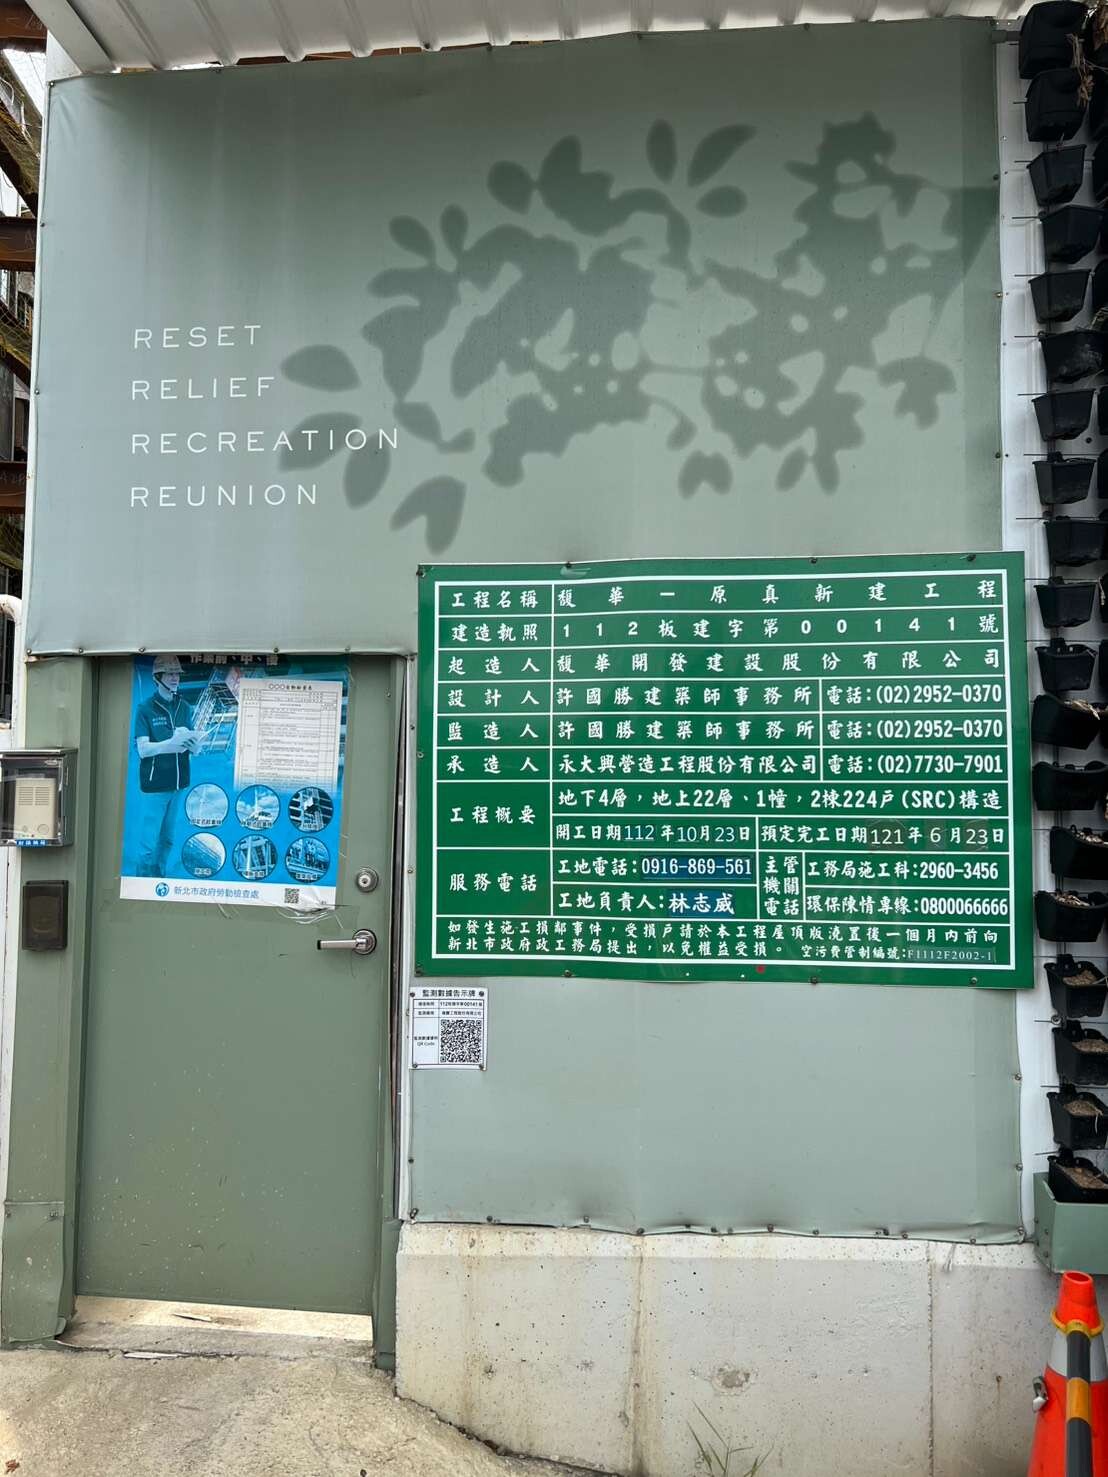 RESET
RELIEF
RECREATION
REUNION
工程名稱 馥華一原真新建工程
建造執照 112板建字第00141號
起造人 馥華開發建設股份有限公司
設計人 許國勝建築師事務所 電話:(02)2952-0370
監造人 許國勝建築師事務所 電話:(02)2952-0370
承造人 永大興營造工程股份有限公司 電話:(02)7730-7901
工程概要 地下4層，地上22層、1幢，2棟224戶(SRC)構造
開工日期112年10月23日 預定完工日期121年6月23日
服務電話 工地電話:0916-869-561 主管機關電話 工務局施工科:2960-3456
工地負責人:林志威 環保陳情專線:0800066666
如發生施工損鄰事件，受損戶請於本工程屋頂版澆置後一個月內前向
新北市政府政工務局提出，以免權益受損。 空污費管制編號:F1112F2002-1
新北市政府勞動檢查處
監測數據告示牌
QR Code